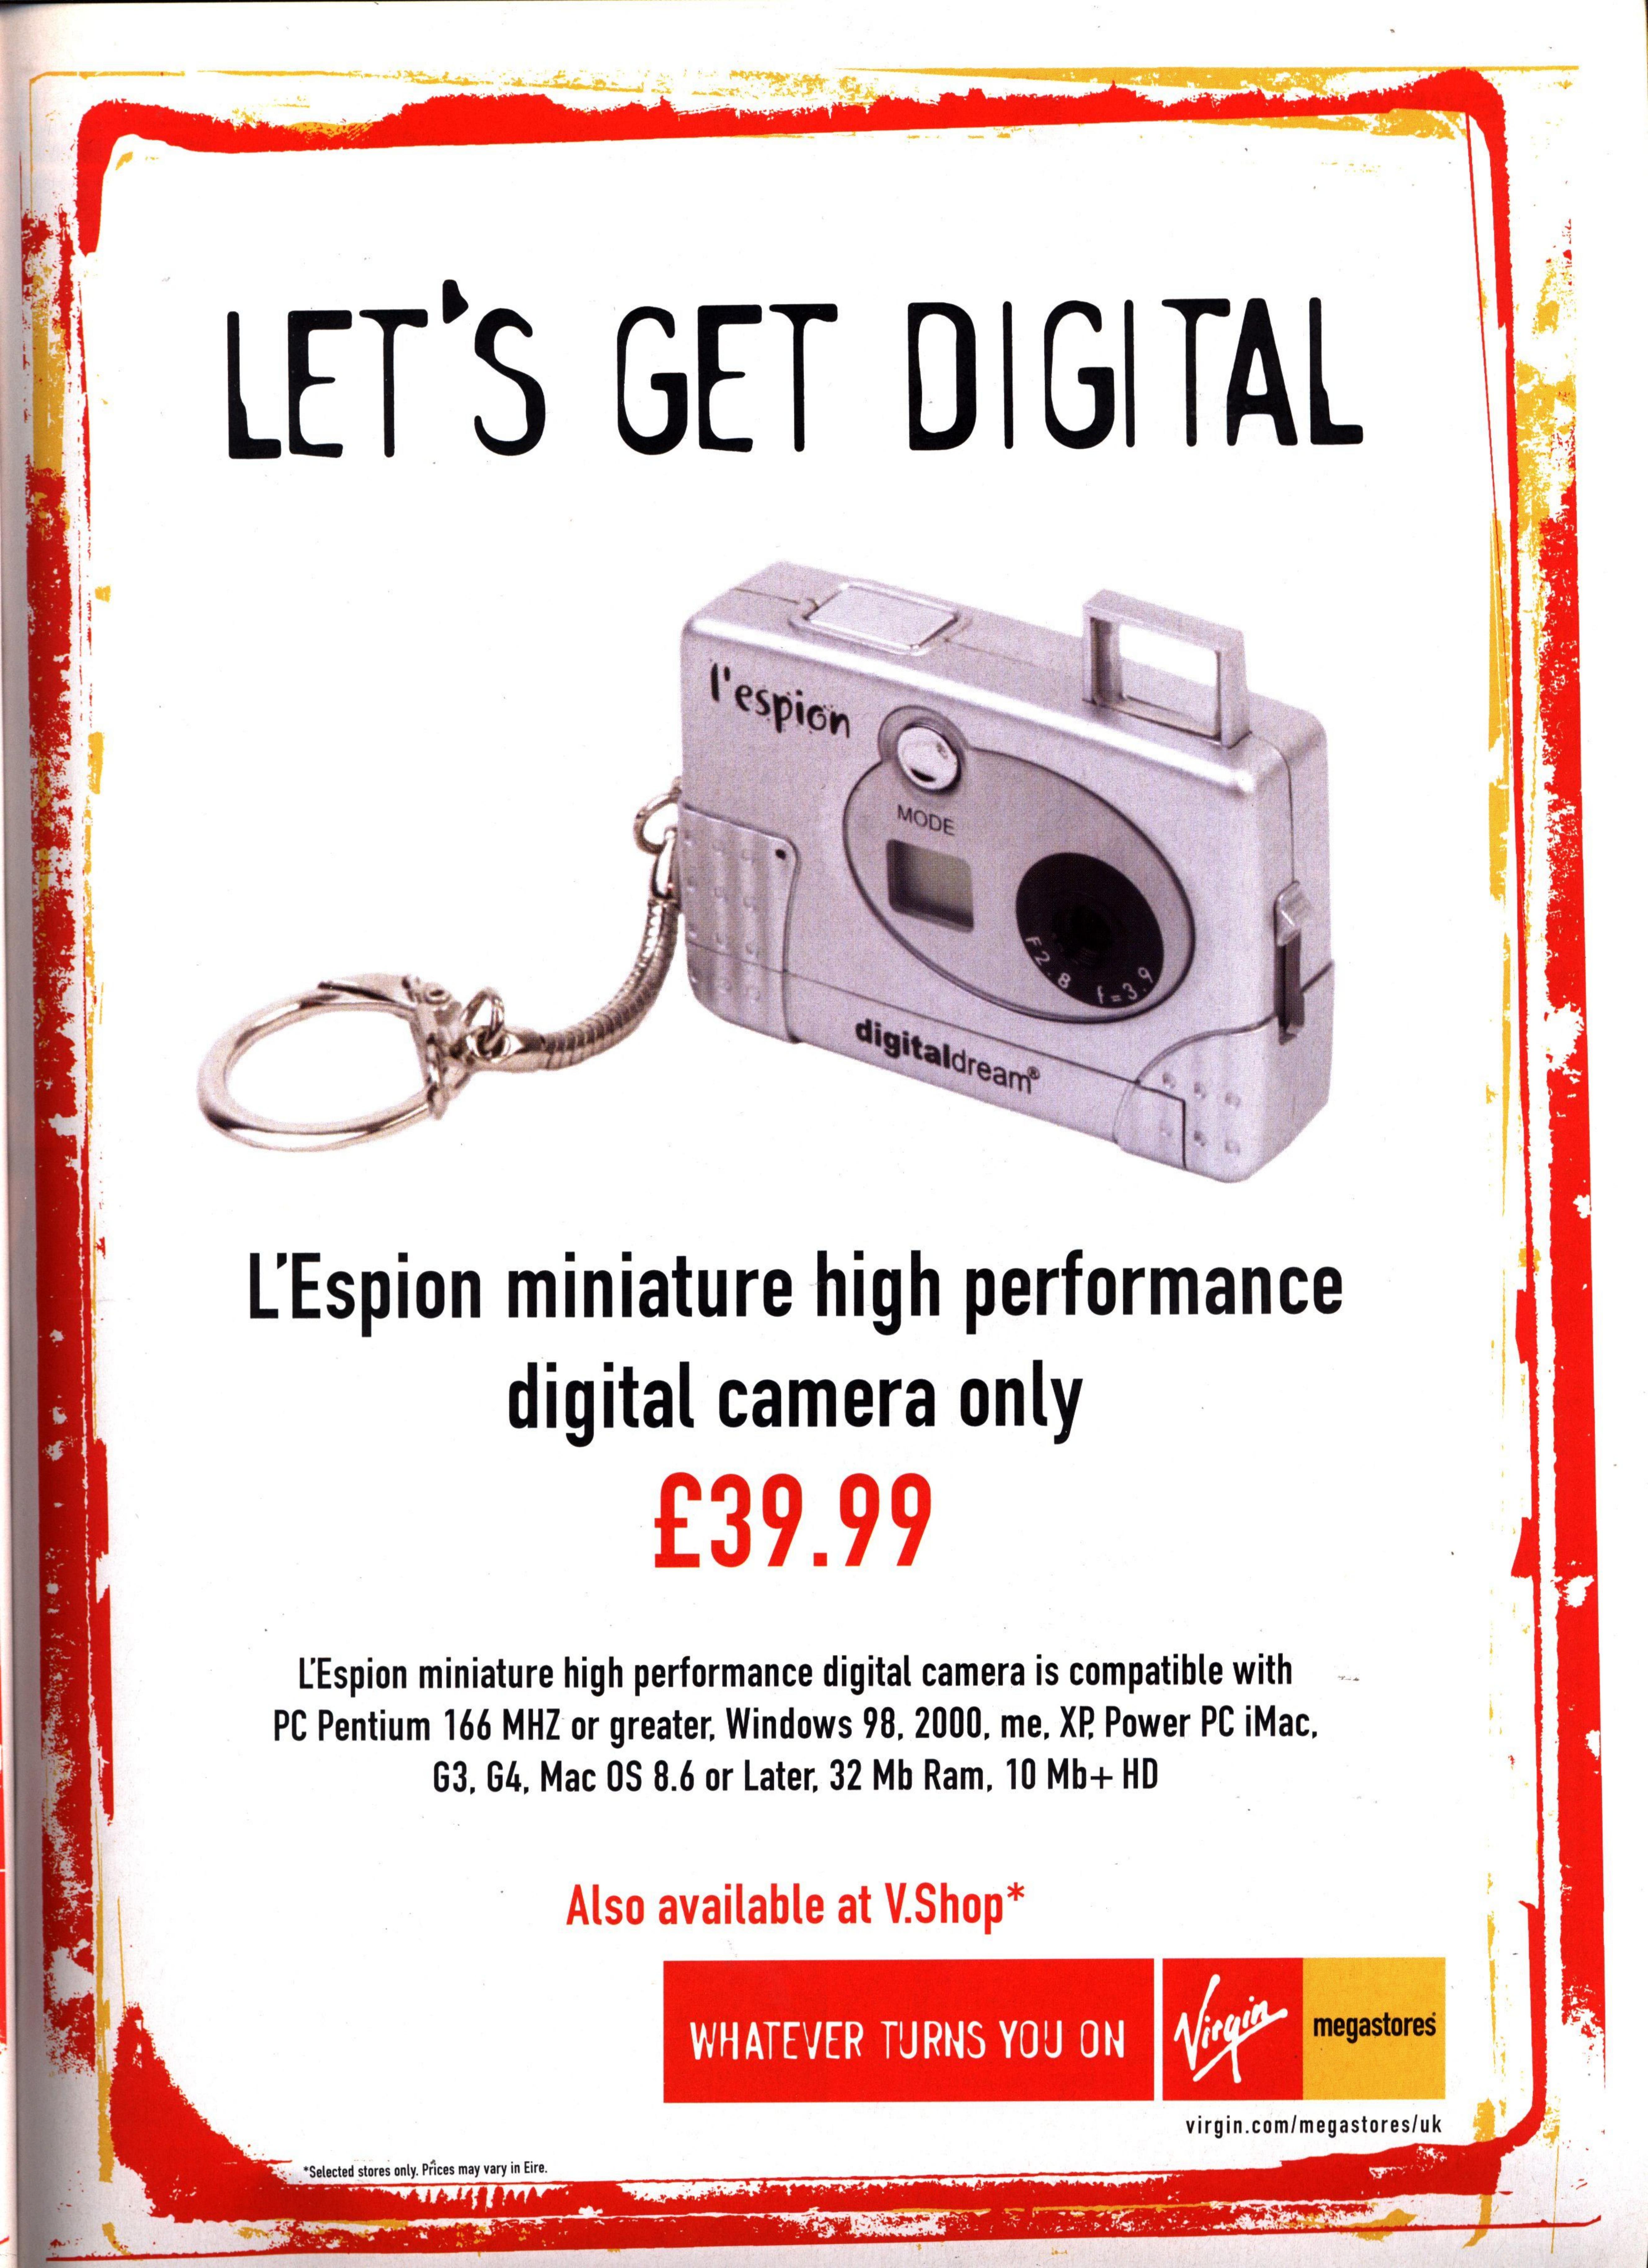 LET'S GET DIGITAL
l'espion
MODE
F2.8 f=3.9
digitaldream®
L'Espion miniature high performance
digital camera only
£39.99
L'Espion miniature high performance digital camera is compatible with
PC Pentium 166 MHZ or greater, Windows 98, 2000, me, XP, Power PC iMac,
G3, G4, Mac OS 8.6 or Later, 32 Mb Ram, 10 Mb+ HD
Also available at V.Shop*
WHATEVER TURNS YOU ON
Virgin
megastores
virgin.com/megastores/uk
*Selected stores only. Prices may vary in Eire.